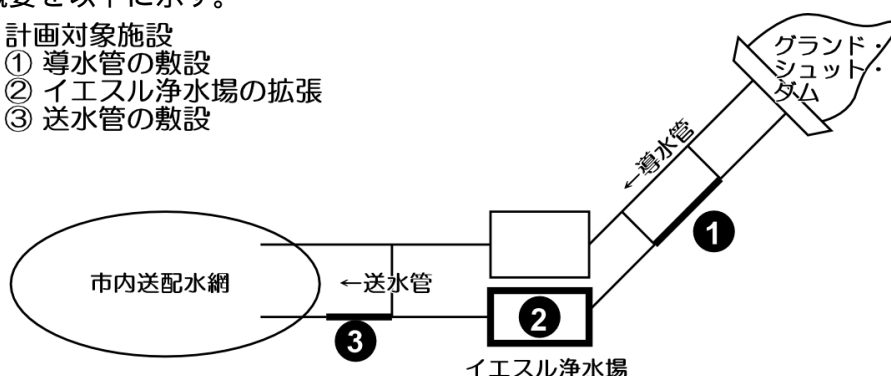 概要を以下に示す。
計画対象施設
① 導水管の敷設
② イエスル浄水場の拡張
③ 送水管の敷設
グランド・
シュット・
ダム
←導水管
❶
市内送配水網
←送水管
❷
❸
イエスル浄水場